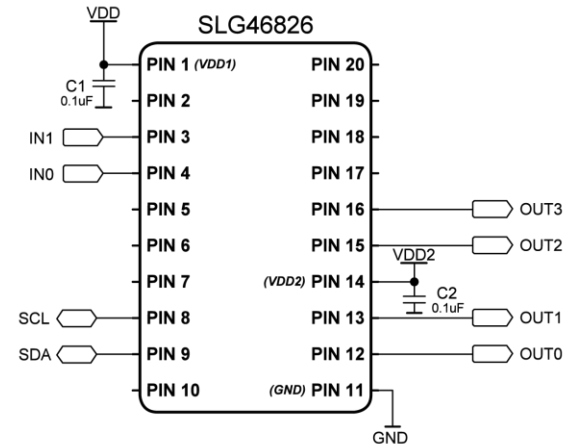 VDD
SLG46826
PIN 1 (VDD1) PIN 20
C1
0.1uF
PIN 2 PIN 19
IN1 PIN 3 PIN 18
IN0 PIN 4 PIN 17
PIN 5 PIN 16 OUT3
PIN 6 PIN 15 OUT2
VDD2
PIN 7 (VDD2) PIN 14
C2
0.1uF
SCL PIN 8 PIN 13 OUT1
SDA PIN 9 PIN 12 OUT0
PIN 10 (GND) PIN 11
GND